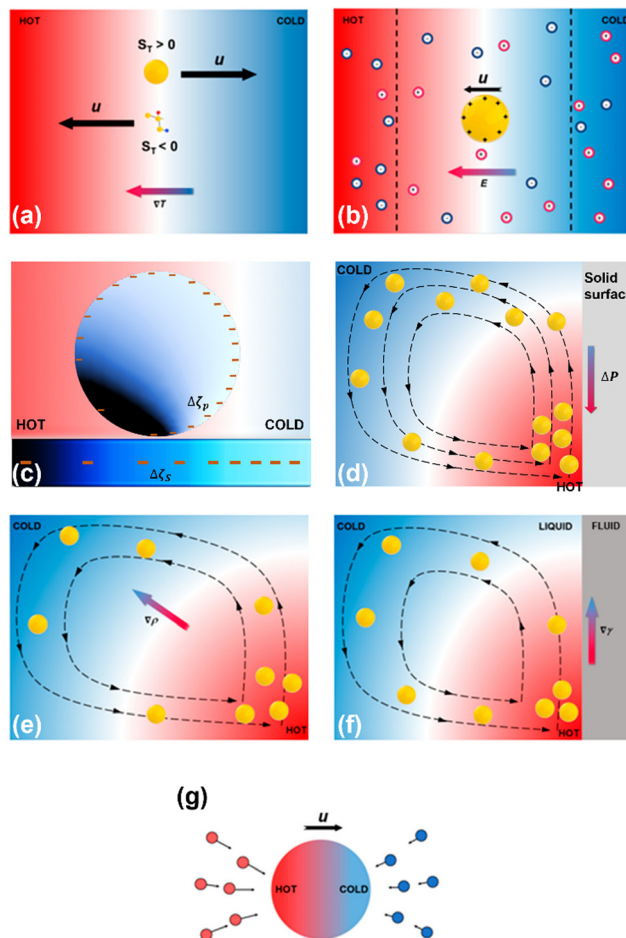 HOT
COLD
S_T > 0
u
u
S_T < 0
∇T
(a)
HOT
COLD
u
E
(b)
Δζ_p
HOT
COLD
Δζ_S
(c)
COLD
Solid
surface
ΔP
(d)
HOT
COLD
∇ρ
(e)
HOT
COLD
LIQUID
FLUID
∇γ
(f)
HOT
(g)
u
HOT
COLD